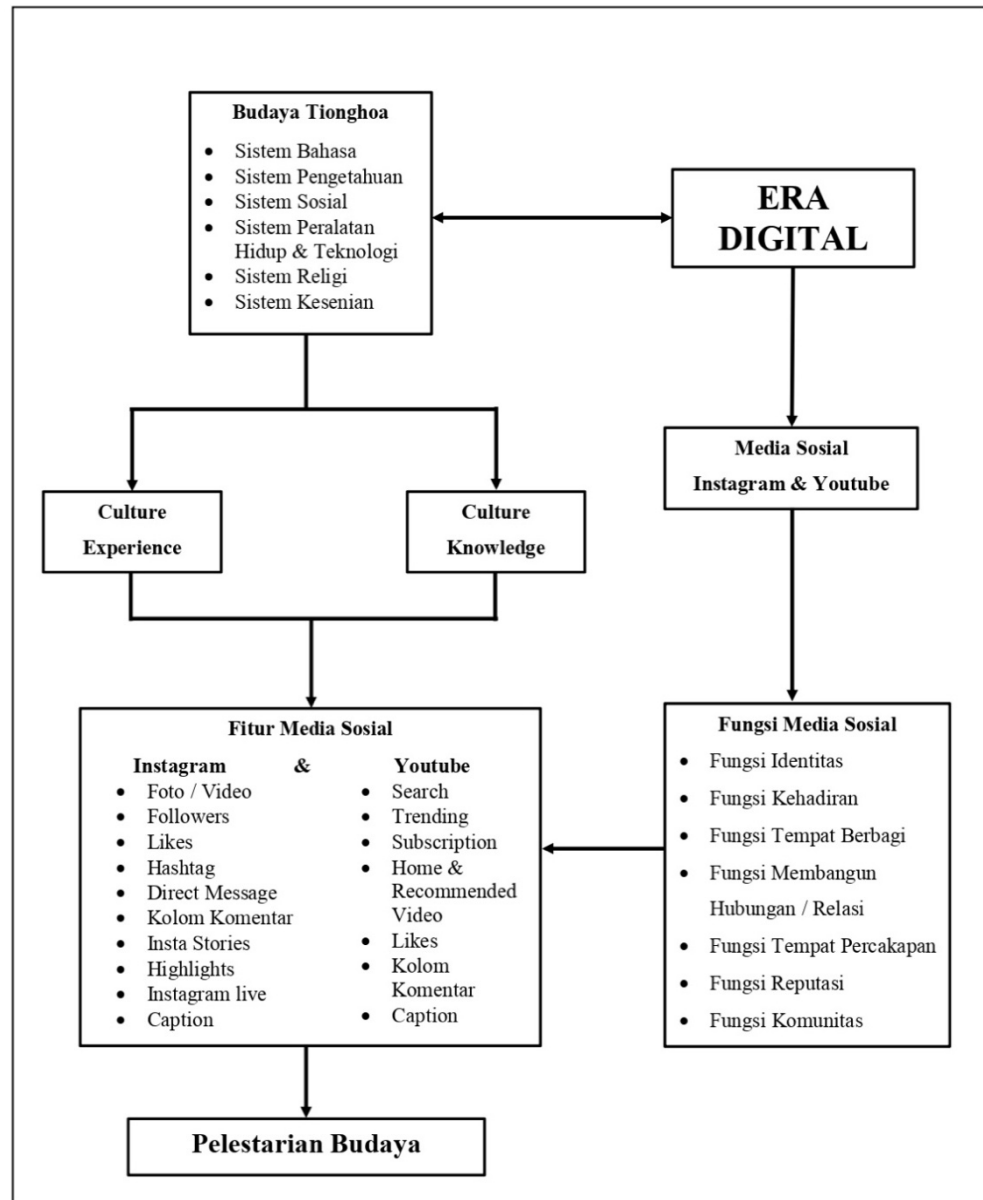 Budaya Tionghoa
• Sistem Bahasa
• Sistem Pengetahuan
• Sistem Sosial
• Sistem Peralatan
Hidup & Teknologi
• Sistem Religi
• Sistem Kesenian
ERA
DIGITAL
Culture
Experience
Culture
Knowledge
Media Sosial
Instagram & Youtube
Fitur Media Sosial
Instagram & Youtube
• Foto / Video
• Followers
• Likes
• Hashtag
• Direct Message
• Kolom Komentar
• Insta Stories
• Highlights
• Instagram live
• Caption
• Search
• Trending
• Subscription
• Home &
Recommended
Video
• Likes
• Kolom
Komentar
• Caption
Fungsi Media Sosial
• Fungsi Identitas
• Fungsi Kehadiran
• Fungsi Tempat Berbagi
• Fungsi Membangun
Hubungan / Relasi
• Fungsi Tempat Percakapan
• Fungsi Reputasi
• Fungsi Komunitas
Pelestarian Budaya